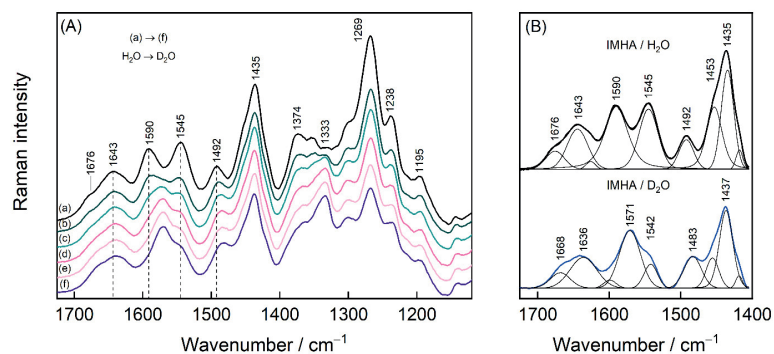 (A)
(a) → (f)
H₂O → D₂O
1676
1643
1590
1545
1492
1435
1374
1333
1269
1238
1195
(a)
(b)
(c)
(d)
(e)
(f)
Raman intensity
1700 1600 1500 1400 1300 1200
Wavenumber / cm⁻¹
(B)
IMHA / H₂O
1676
1643
1590
1545
1492
1453
1435
IMHA / D₂O
1668
1636
1571
1542
1483
1437
1700 1600 1500 1400
Wavenumber / cm⁻¹